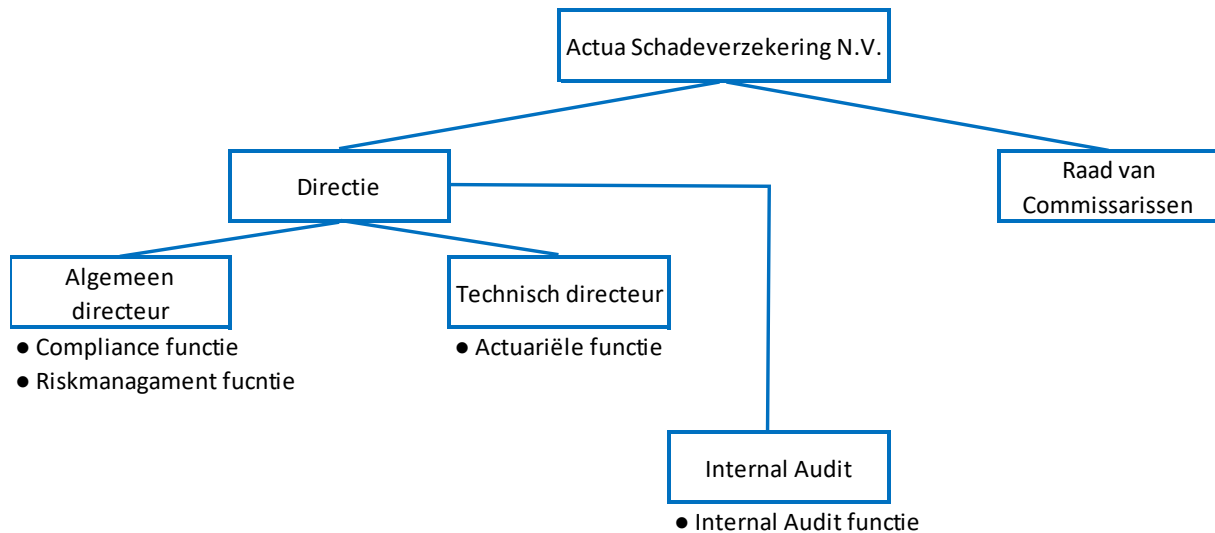 Actua Schadeverzekering N.V.
Directie
Raad van
Commissarissen
Algemeen
directeur
Technisch directeur
● Compliance functie
● Riskmanagament fucntie
● Actuariële functie
Internal Audit
● Internal Audit functie